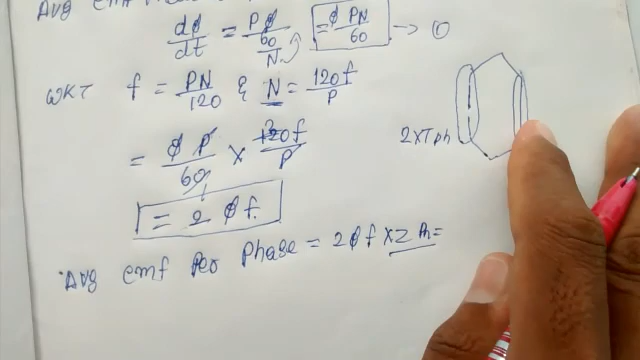 Avg emf
dϕ/dt = Pϕ/(60/N) = ϕPN/60 → ①
WKT f = PN/120 & N = 120f/P
= ϕP/60 × 120f/P
2×Tph
= 2ϕf.
Avg emf Per Phase = 2ϕf × Zph =